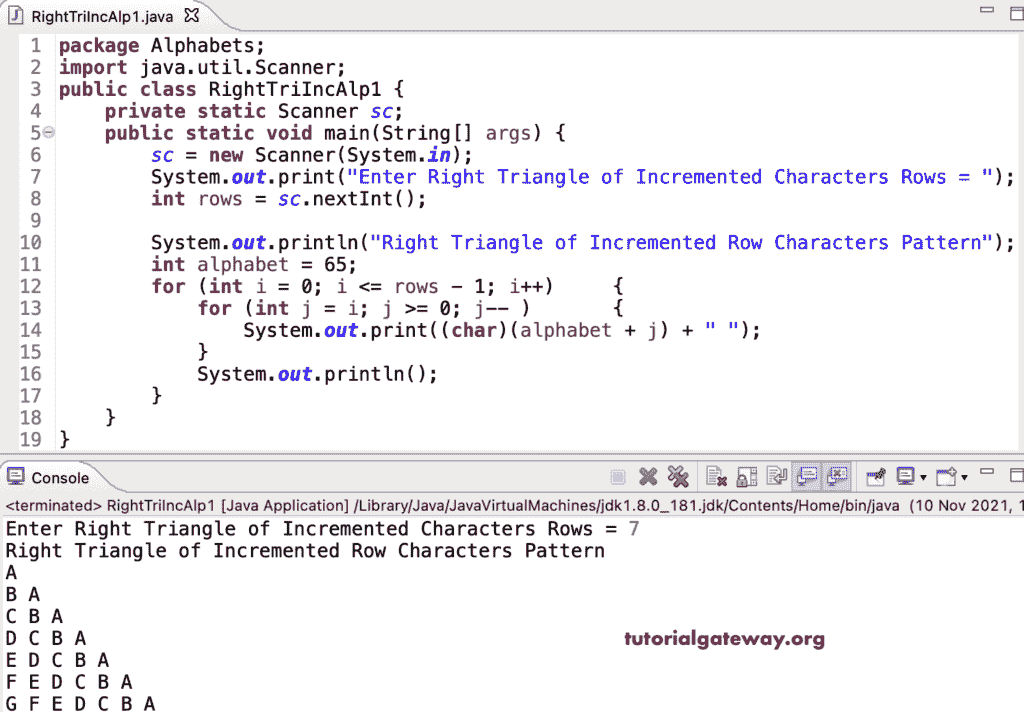 RightTriIncAlp1.java
1 package Alphabets;
2 import java.util.Scanner;
3 public class RightTriIncAlp1 {
4     private static Scanner sc;
5     public static void main(String[] args) {
6         sc = new Scanner(System.in);
7         System.out.print("Enter Right Triangle of Incremented Characters Rows = ");
8         int rows = sc.nextInt();
9
10         System.out.println("Right Triangle of Incremented Row Characters Pattern");
11         int alphabet = 65;
12         for (int i = 0; i <= rows - 1; i++)     {
13             for (int j = i; j >= 0; j-- )       {
14                 System.out.print((char)(alphabet + j) + " ");
15             }
16             System.out.println();
17         }
18     }
19 }
Console
<terminated> RightTriIncAlp1 [Java Application] /Library/Java/JavaVirtualMachines/jdk1.8.0_181.jdk/Contents/Home/bin/java (10 Nov 2021, 1
Enter Right Triangle of Incremented Characters Rows = 7
Right Triangle of Incremented Row Characters Pattern
A
B A
C B A
D C B A
E D C B A
F E D C B A
G F E D C B A
tutorialgateway.org